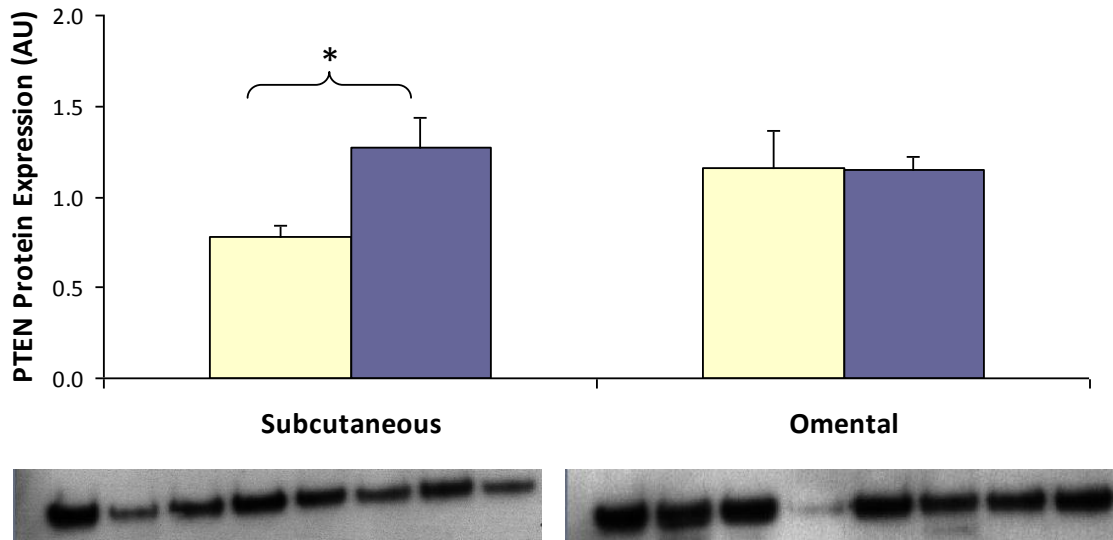 PTEN Protein Expression (AU)
2.0
1.5
1.0
0.5
0.0
*
Subcutaneous
Omental